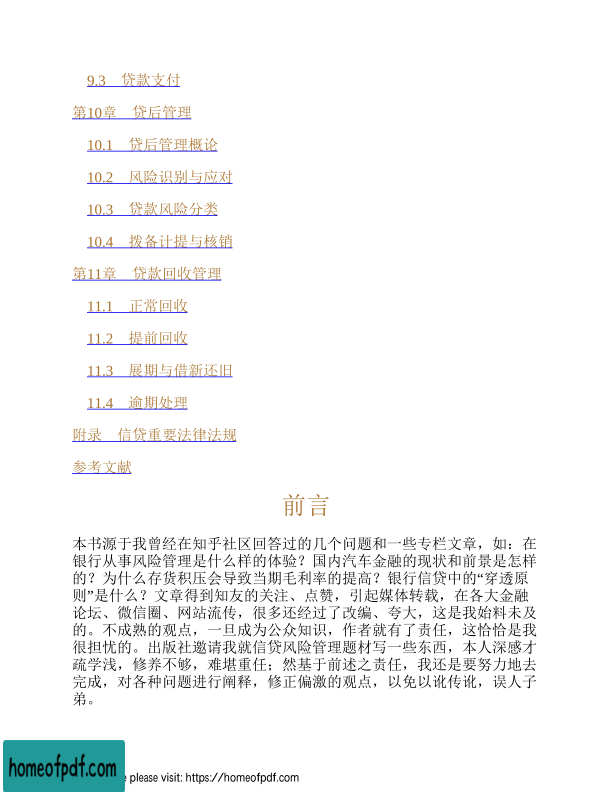 9.3　贷款支付
第10章　贷后管理
10.1　贷后管理概论
10.2　风险识别与应对
10.3　贷款风险分类
10.4　拨备计提与核销
第11章　贷款回收管理
11.1　正常回收
11.2　提前回收
11.3　展期与借新还旧
11.4　逾期处理
附录　信贷重要法律法规
参考文献
前言
本书源于我曾经在知乎社区回答过的几个问题和一些专栏文章，如：在
银行从事风险管理是什么样的体验？国内汽车金融的现状和前景是怎样
的？为什么存货积压会导致当期毛利率的提高？银行信贷中的“穿透原
则”是什么？文章得到知友的关注、点赞，引起媒体转载，在各大金融
论坛、微信圈、网站流传，很多还经过了改编、夸大，这是我始料未及
的。不成熟的观点，一旦成为公众知识，作者就有了责任，这恰恰是我
很担忧的。出版社邀请我就信贷风险管理题材写一些东西，本人深感才
疏学浅，修养不够，难堪重任；然基于前述之责任，我还是要努力地去
完成，对各种问题进行阐释，修正偏激的观点，以免以讹传讹，误人子
弟。
homeofpdf.com
please visit: https://homeofpdf.com